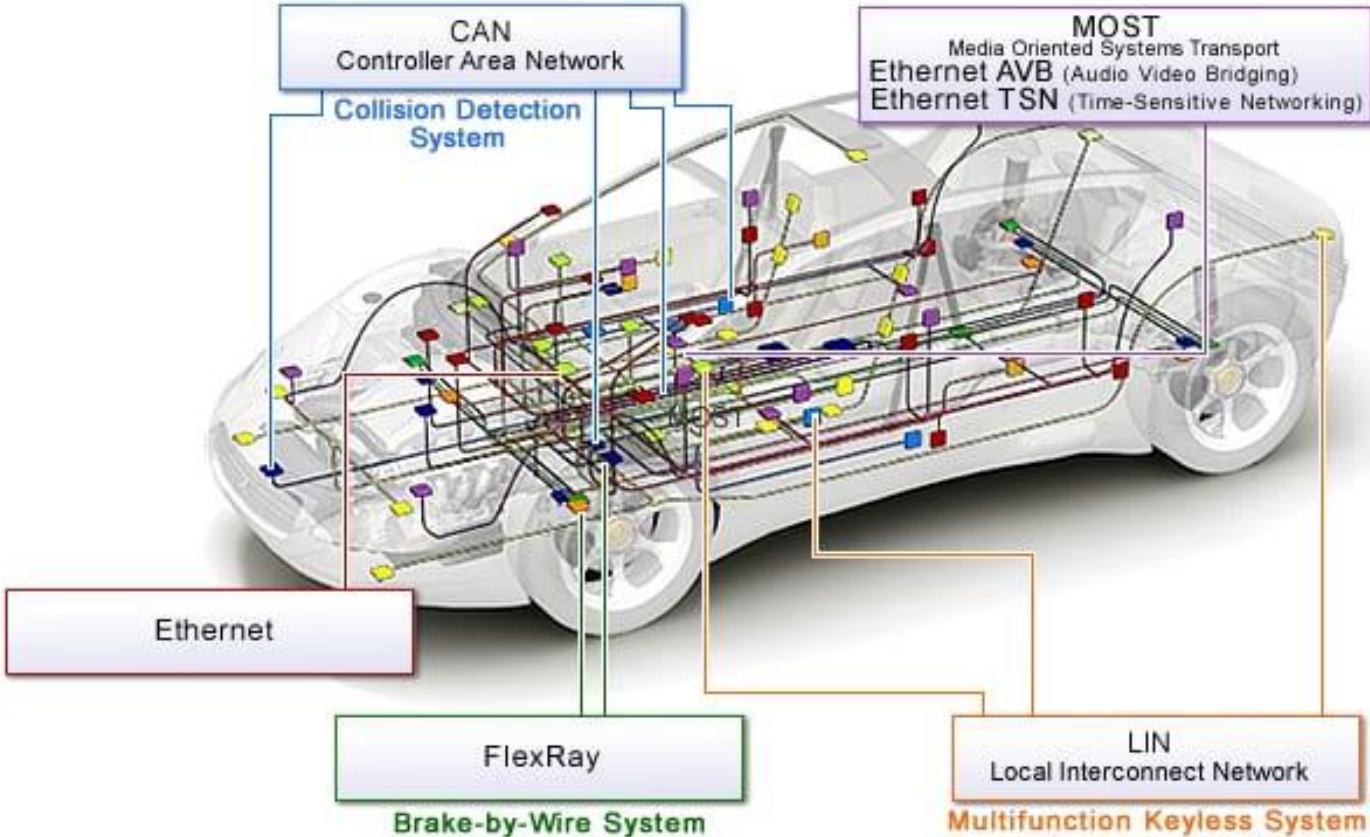 CAN
Controller Area Network
Collision Detection
System
MOST
Media Oriented Systems Transport
Ethernet AVB (Audio Video Bridging)
Ethernet TSN (Time-Sensitive Networking)
MOST
Ethernet
FlexRay
Brake-by-Wire System
LIN
Local Interconnect Network
Multifunction Keyless System